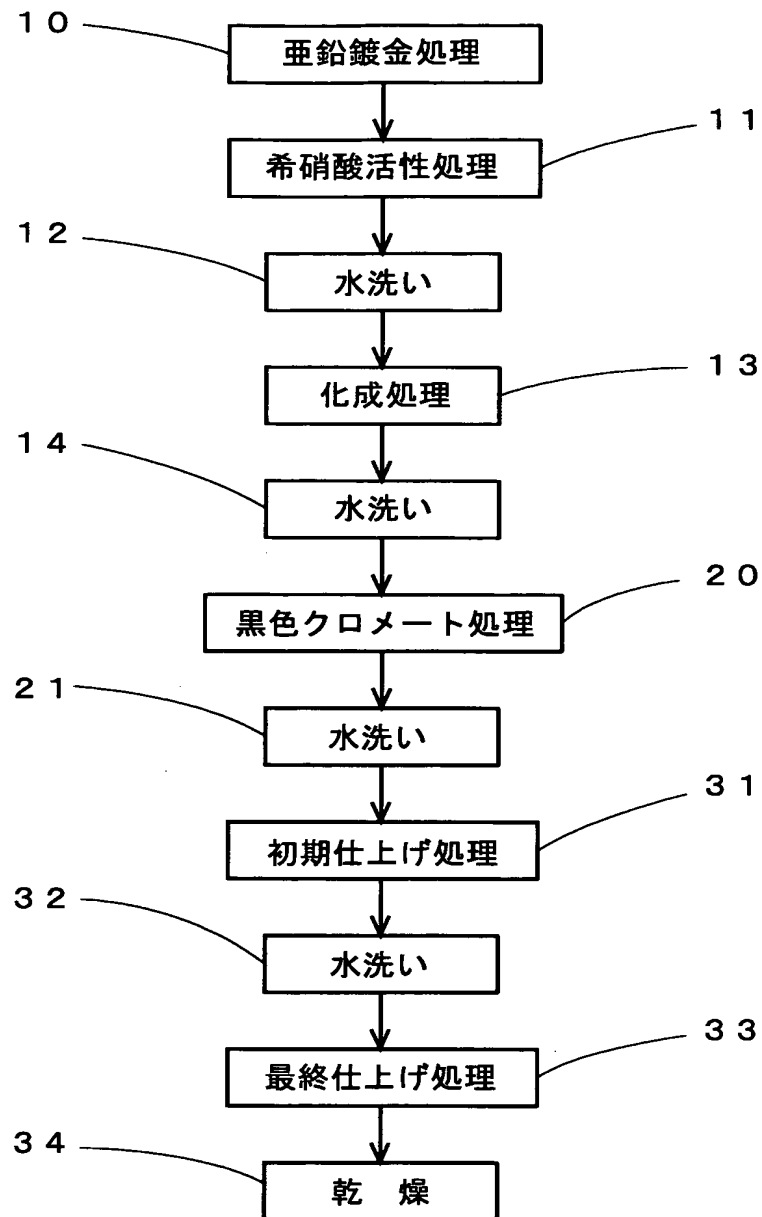 １０
亜鉛鍍金処理
１１
希硝酸活性処理
１２
水洗い
１３
化成処理
１４
水洗い
２０
黒色クロメート処理
２１
水洗い
３１
初期仕上げ処理
３２
水洗い
３３
最終仕上げ処理
３４
乾　燥